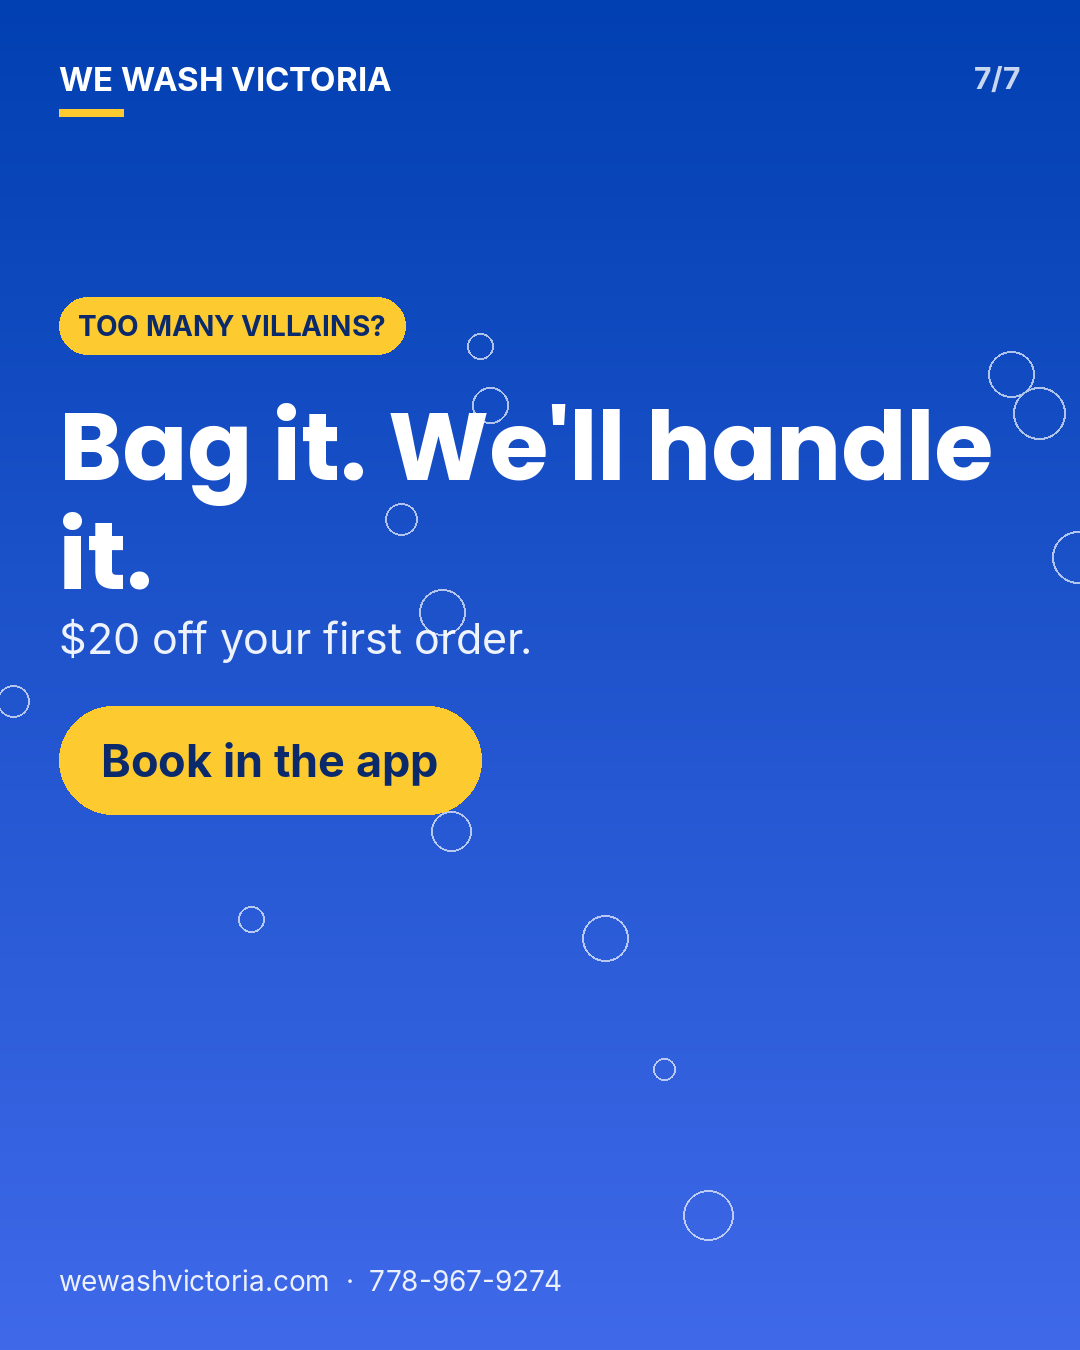 WE WASH VICTORIA
7/7
TOO MANY VILLAINS?
Bag it. We'll handle
it.
$20 off your first order.
Book in the app
wewashvictoria.com · 778-967-9274